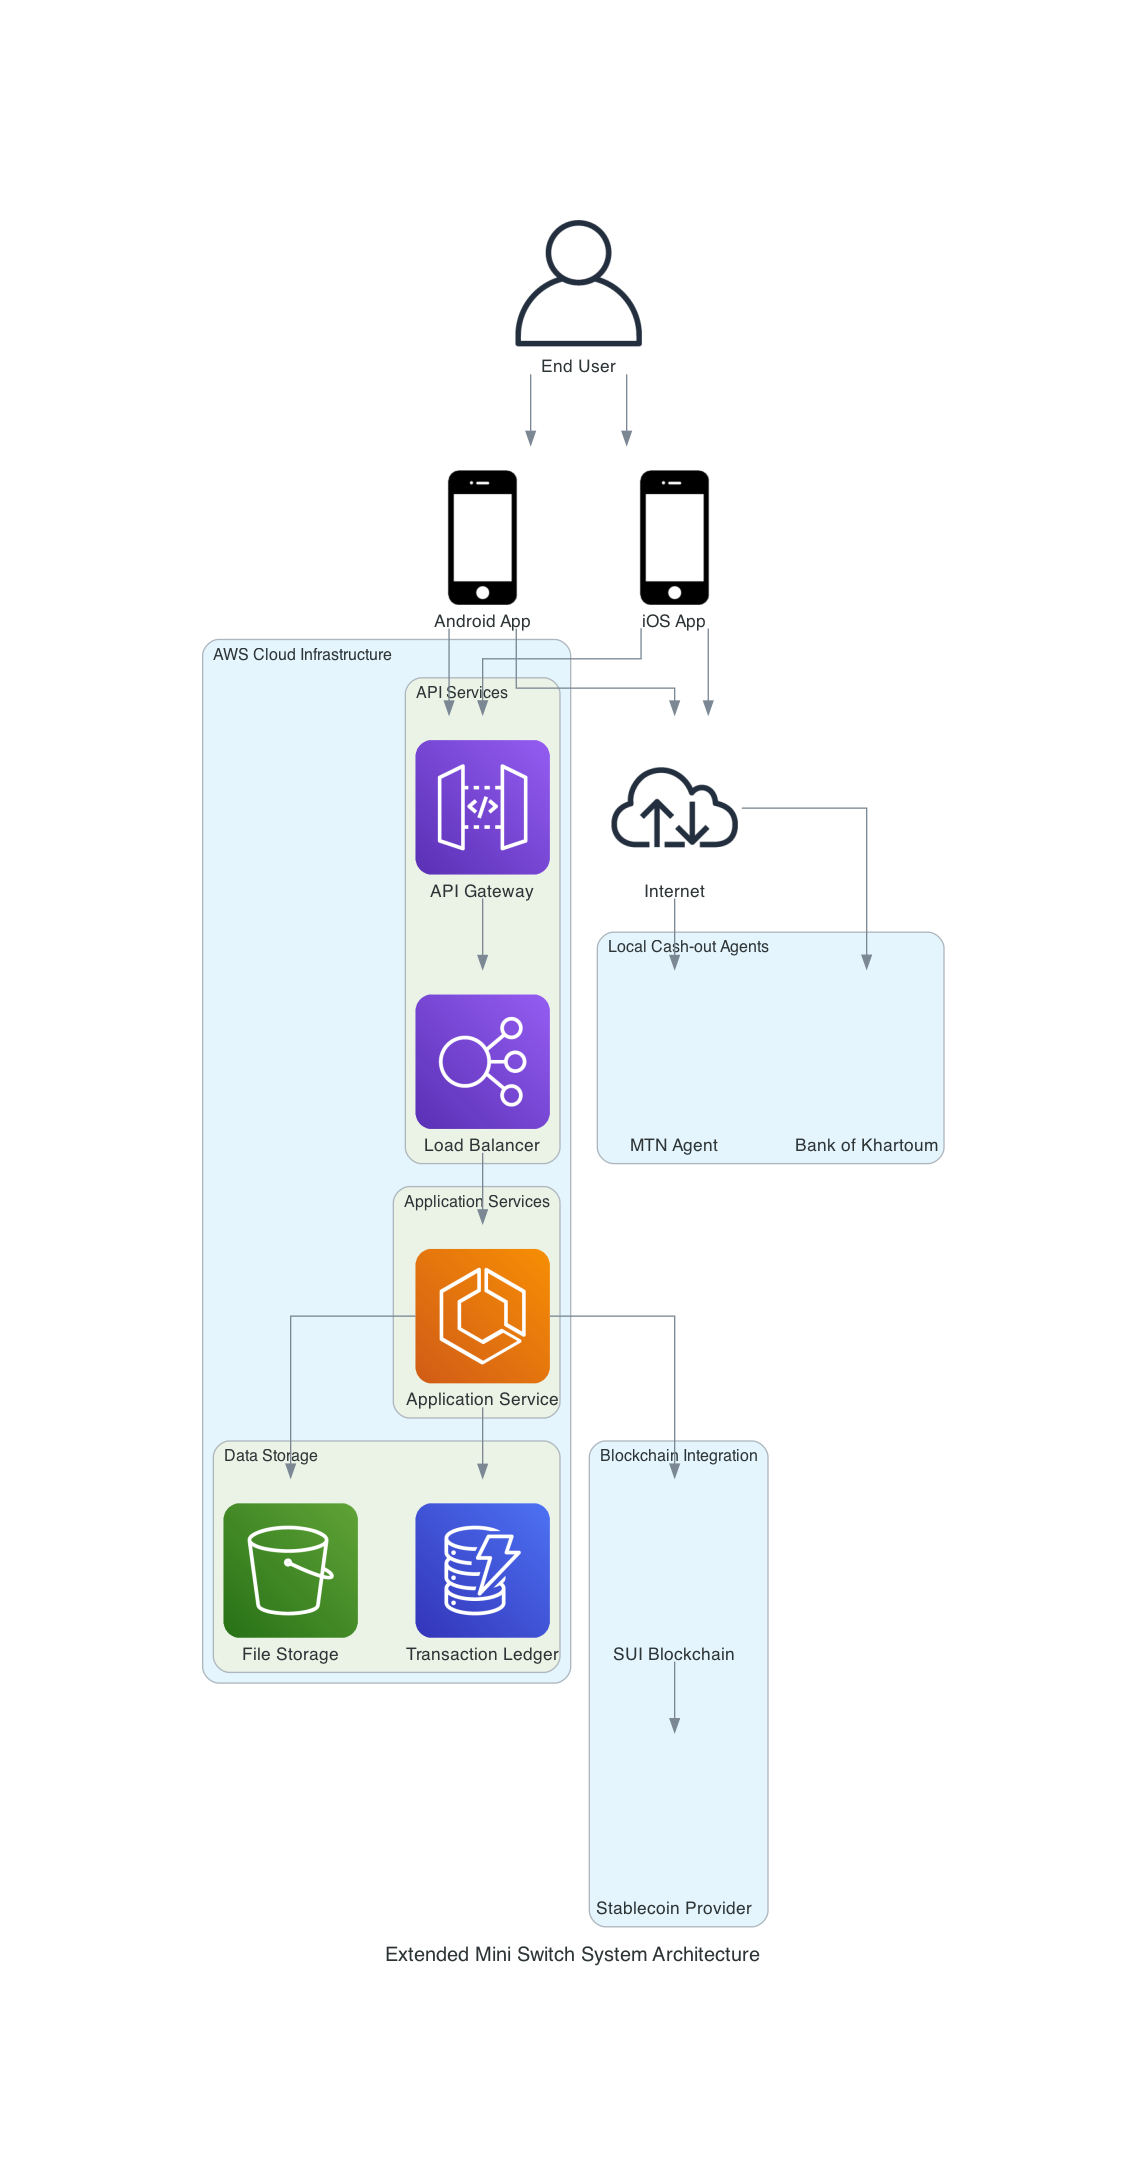 End User
Android App
iOS App
AWS Cloud Infrastructure
API Services
API Gateway
Internet
Local Cash-out Agents
Load Balancer
MTN Agent
Bank of Khartoum
Application Services
Application Service
Data Storage
Blockchain Integration
File Storage
Transaction Ledger
SUI Blockchain
Stablecoin Provider
Extended Mini Switch System Architecture